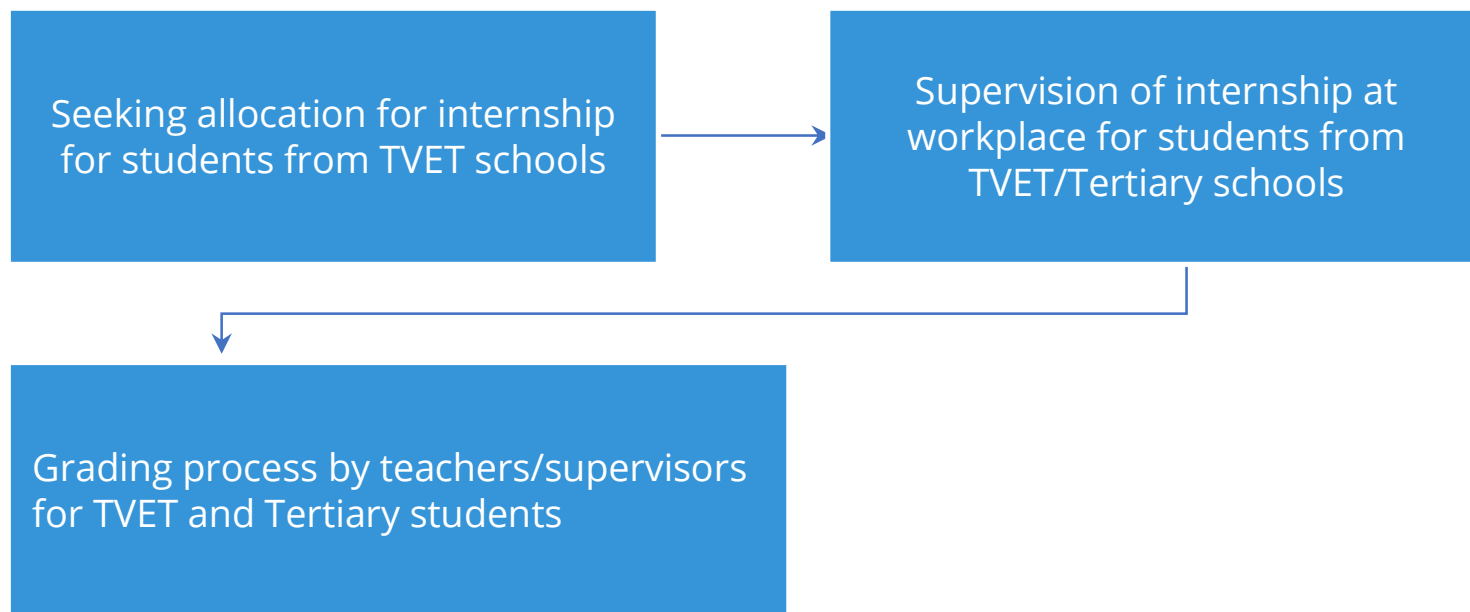 Seeking allocation for internship
for students from TVET schools
Supervision of internship at
workplace for students from
TVET/Tertiary schools
Grading process by teachers/supervisors
for TVET and Tertiary students